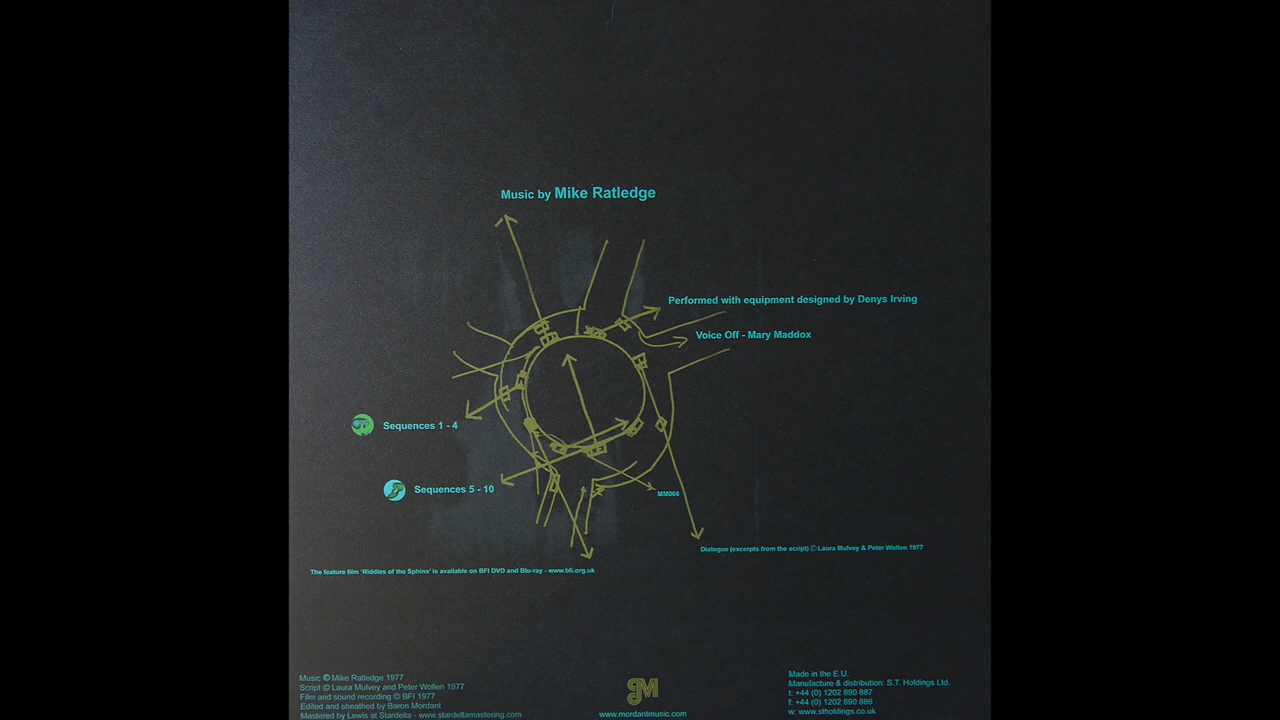 Music by Mike Ratledge
Performed with equipment designed by Denys Irving
Voice Off - Mary Maddox
Sequences 1 - 4
Sequences 5 - 10
MM066
Dialogue (excerpts from the script) © Laura Mulvey & Peter Wollen 1977
The feature film 'Riddles of the Sphinx' is available on BFI DVD and Blu-ray - www.bfi.org.uk
Music © Mike Ratledge 1977
Script © Laura Mulvey and Peter Wollen 1977
Film and sound recording © BFI 1977
Edited and sheathed by Baron Mordant
Mastered by Lewis at Stardelta - www.stardeltamastering.com
MM
www.mordantmusic.com
Made in the E.U.
Manufacture & distribution: S.T. Holdings Ltd.
t: +44 (0) 1202 890 887
f: +44 (0) 1202 890 886
w: www.stholdings.co.uk